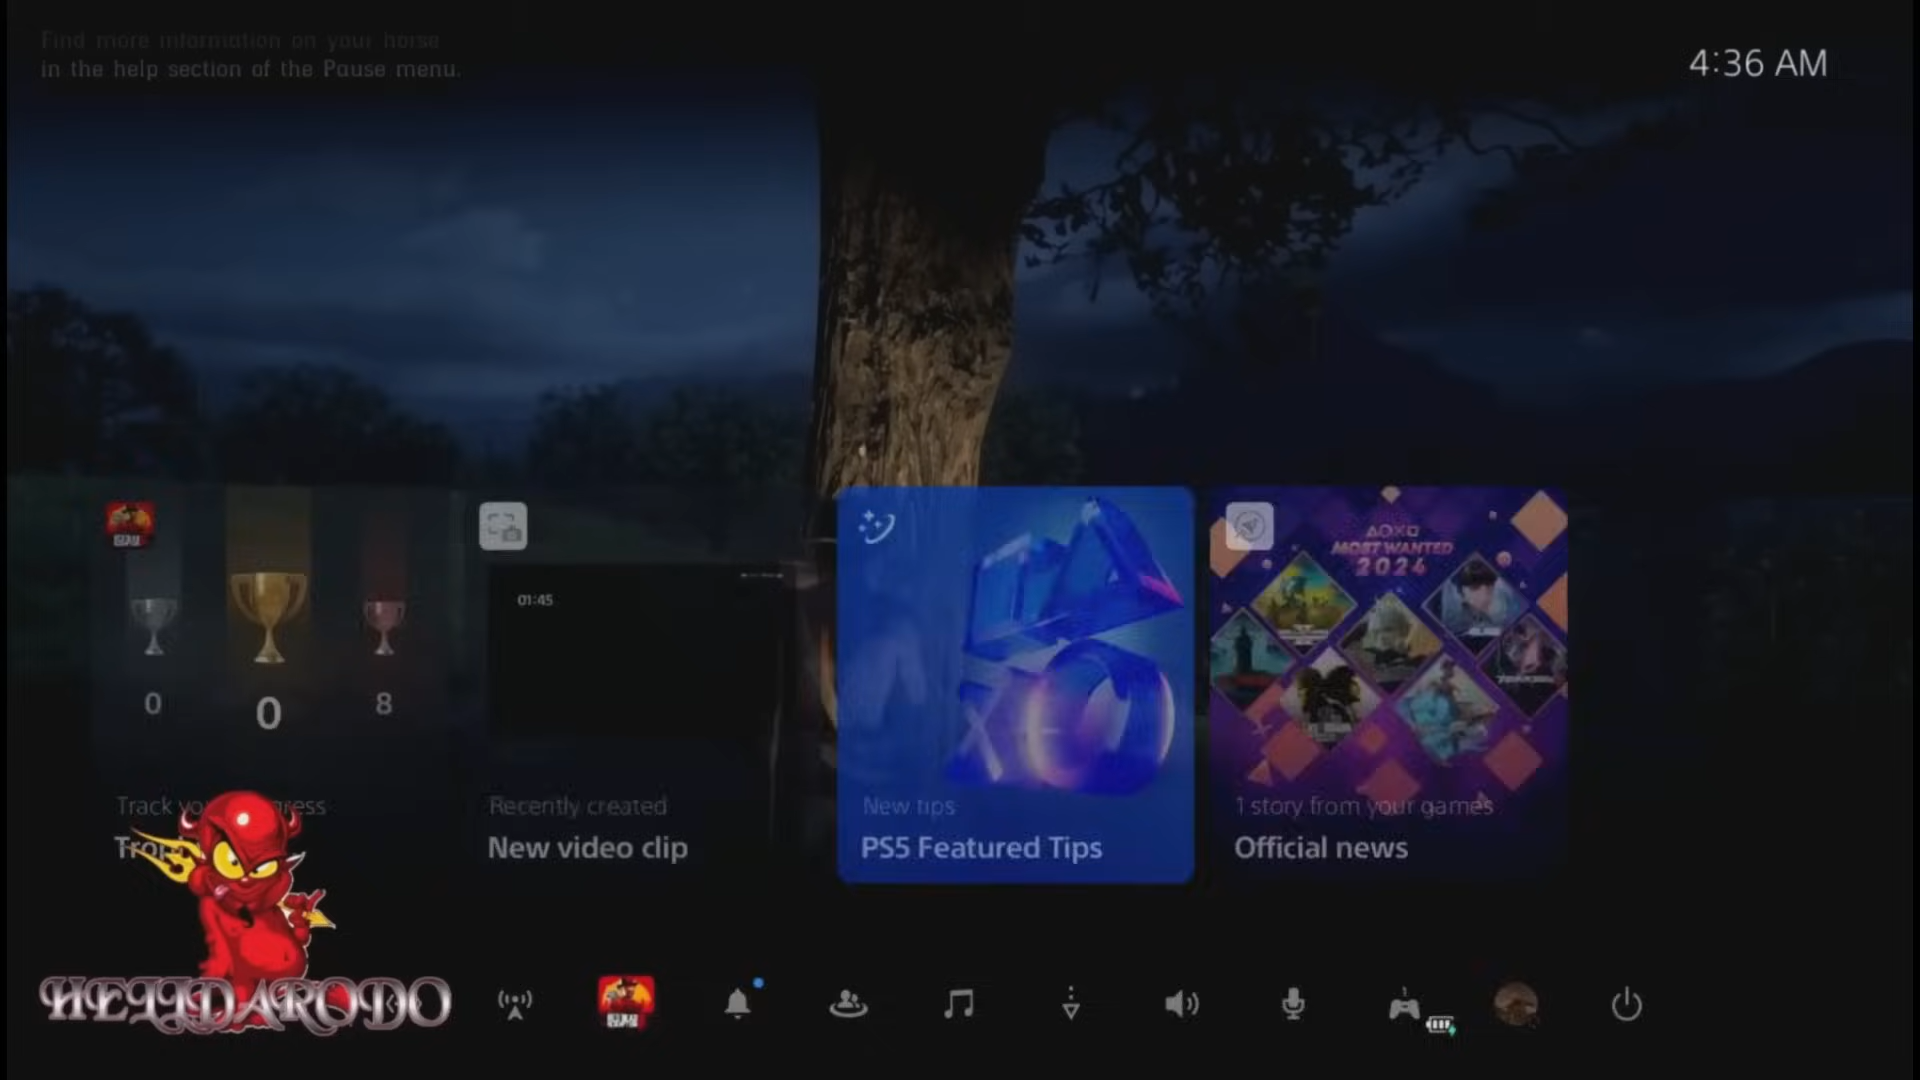 Find more information on your horse
in the help section of the Pause menu.
4:36 AM
MOST WANTED
2024
01:45
0
0
8
Track
Recently created
New video clip
New tips
PS5 Featured Tips
1 story from your games
Official news
HELLDARODO